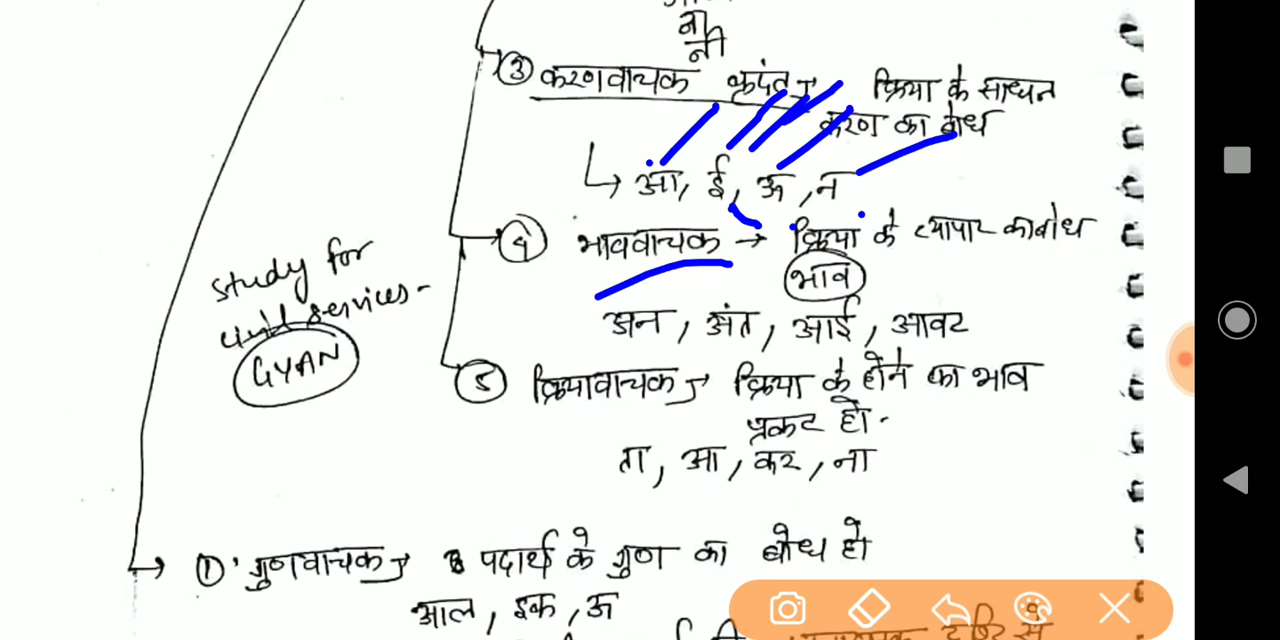 ना
नी
③ करणवाचक कृदंत → क्रिया के साधन
करण का बोध
↳ आ, ई, ऊ, न
④ भाववाचक → क्रिया के व्यापार का बोध
भाव
अन, अंत, आई, आवट
⑤ क्रियावाचक → क्रिया के होने का भाव
प्रकट हो.
ता, आ, कर, ना
study for
civil services-
GYAN
① गुणवाचक → पदार्थ के गुण का बोध हो
आल, इक, ऊ